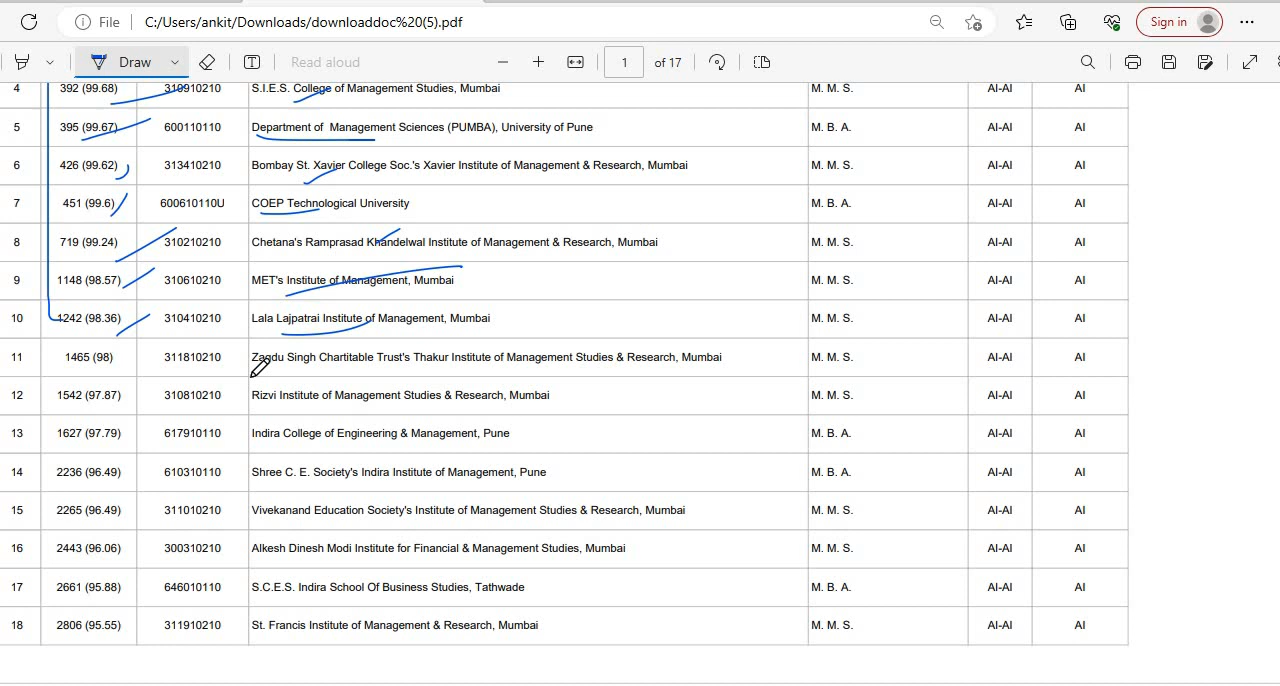 File C:/Users/ankit/Downloads/downloaddoc%20(5).pdf Sign in
Draw Read aloud 1 of 17
4 392 (99.68) 310910210 S.I.E.S. College of Management Studies, Mumbai M. M. S. AI-AI AI
5 395 (99.67) 600110110 Department of Management Sciences (PUMBA), University of Pune M. B. A. AI-AI AI
6 426 (99.62) 313410210 Bombay St. Xavier College Soc.'s Xavier Institute of Management & Research, Mumbai M. M. S. AI-AI AI
7 451 (99.6) 600610110U COEP Technological University M. B. A. AI-AI AI
8 719 (99.24) 310210210 Chetana's Ramprasad Khandelwal Institute of Management & Research, Mumbai M. M. S. AI-AI AI
9 1148 (98.57) 310610210 MET's Institute of Management, Mumbai M. M. S. AI-AI AI
10 1242 (98.36) 310410210 Lala Lajpatrai Institute of Management, Mumbai M. M. S. AI-AI AI
11 1465 (98) 311810210 Zagdu Singh Chartitable Trust's Thakur Institute of Management Studies & Research, Mumbai M. M. S. AI-AI AI
12 1542 (97.87) 310810210 Rizvi Institute of Management Studies & Research, Mumbai M. M. S. AI-AI AI
13 1627 (97.79) 617910110 Indira College of Engineering & Management, Pune M. B. A. AI-AI AI
14 2236 (96.49) 610310110 Shree C. E. Society's Indira Institute of Management, Pune M. B. A. AI-AI AI
15 2265 (96.49) 311010210 Vivekanand Education Society's Institute of Management Studies & Research, Mumbai M. M. S. AI-AI AI
16 2443 (96.06) 300310210 Alkesh Dinesh Modi Institute for Financial & Management Studies, Mumbai M. M. S. AI-AI AI
17 2661 (95.88) 646010110 S.C.E.S. Indira School Of Business Studies, Tathwade M. B. A. AI-AI AI
18 2806 (95.55) 311910210 St. Francis Institute of Management & Research, Mumbai M. M. S. AI-AI AI